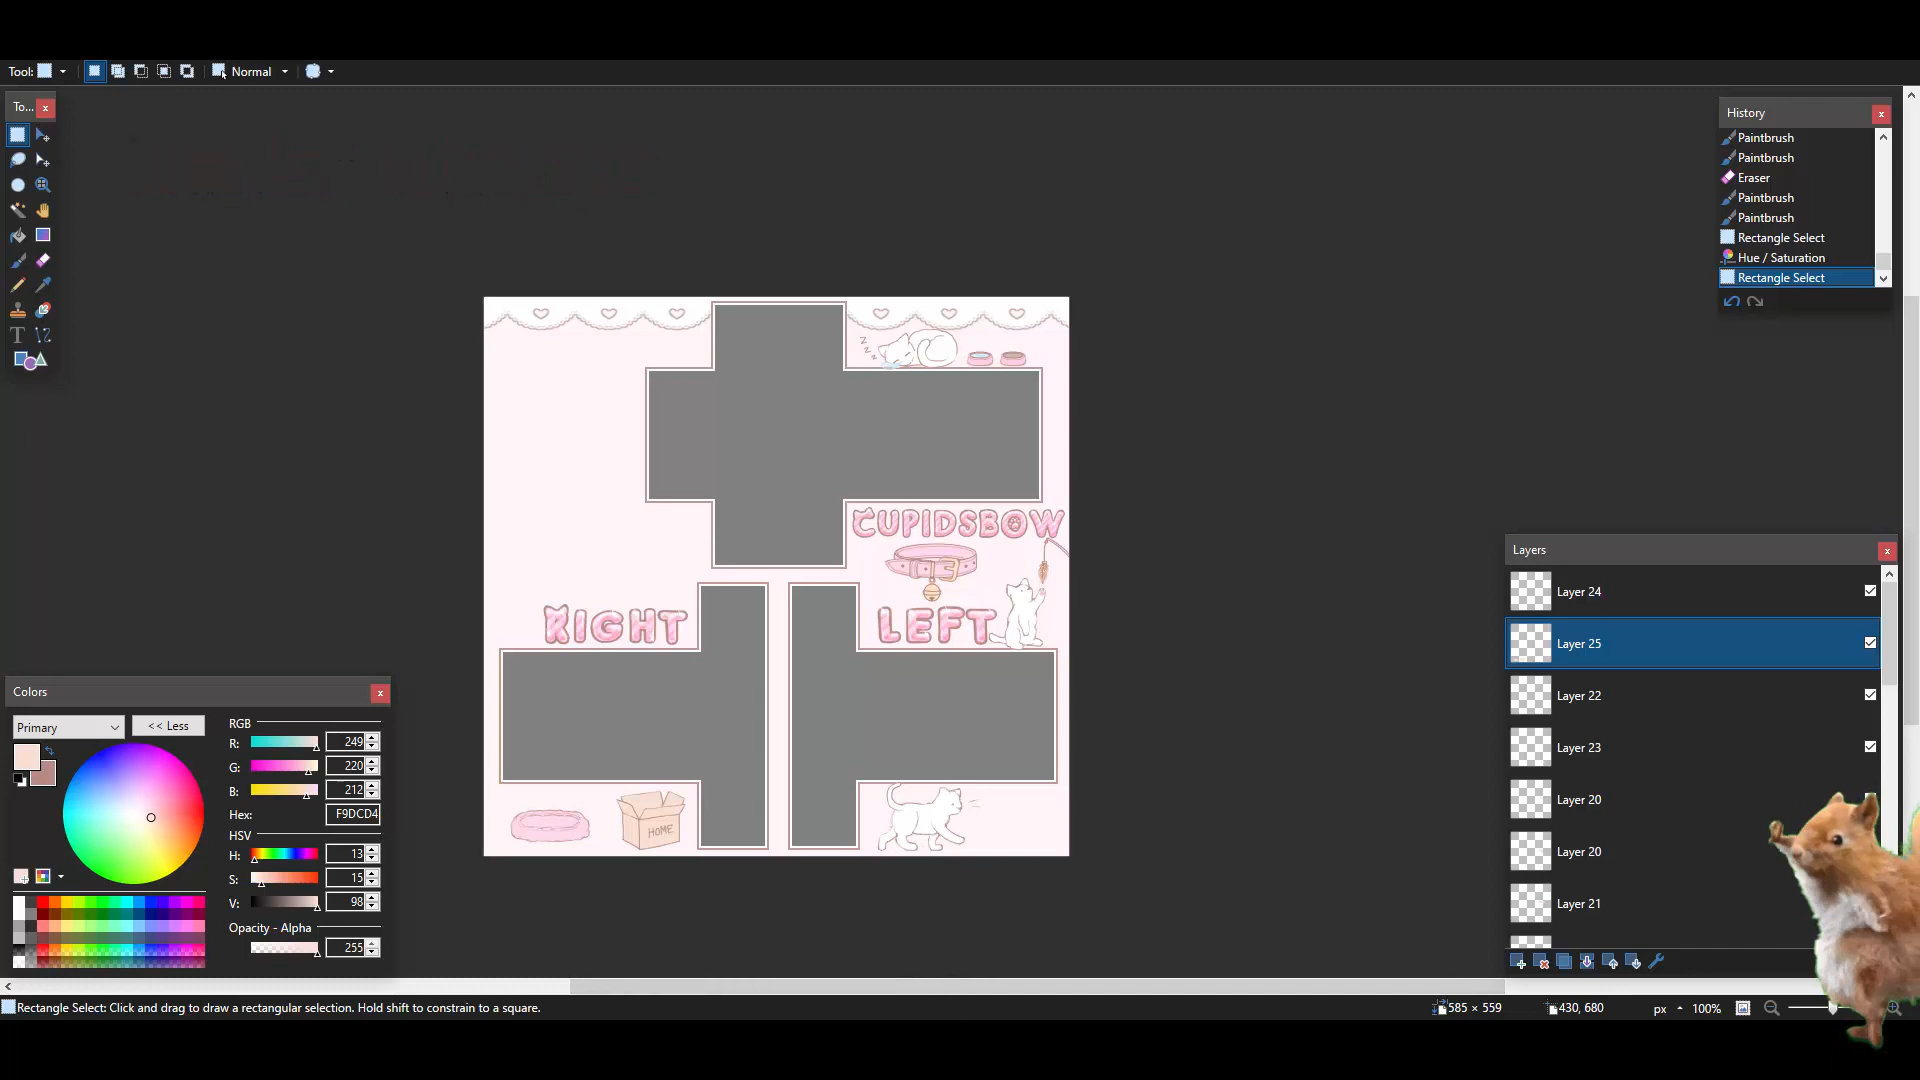 Tool:
Normal
To...
History
Paintbrush
Paintbrush
Eraser
Paintbrush
Paintbrush
Rectangle Select
Hue / Saturation
Rectangle Select
Z
Z
Z
Z
CUPIDSBOW
RIGHT
LEFT
HOME
Layers
Layer 24
Layer 25
Layer 22
Layer 23
Layer 20
Layer 20
Layer 21
Colors
Primary
<< Less
RGB
R: 249
G: 220
B: 212
Hex: F9DCD4
HSV
H: 13
S: 15
V: 98
Opacity - Alpha
255
Rectangle Select: Click and drag to draw a rectangular selection. Hold shift to constrain to a square.
585 × 559
430, 680
px
100%